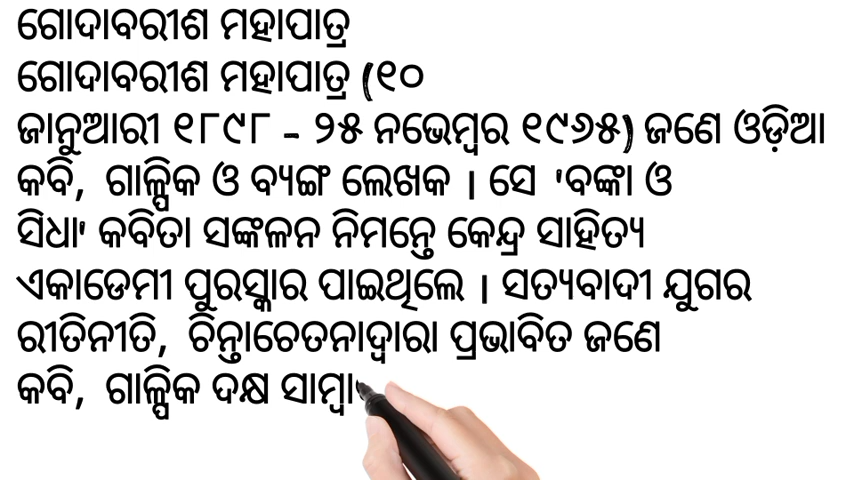 ଗୋଦାବରୀଶ ମହାପାତ୍ର
ଗୋଦାବରୀଶ ମହାପାତ୍ର (୧୦
ଜାନୁଆରୀ ୧୮୯୮ - ୨୫ ନଭେମ୍ବର ୧୯୬୫) ଜଣେ ଓଡ଼ିଆ
କବି, ଗାଳ୍ପିକ ଓ ବ୍ୟଙ୍ଗ ଲେଖକ । ସେ 'ବଙ୍କା ଓ
ସିଧା' କବିତା ସଙ୍କଳନ ନିମନ୍ତେ କେନ୍ଦ୍ର ସାହିତ୍ୟ
ଏକାଡେମୀ ପୁରସ୍କାର ପାଇଥିଲେ । ସତ୍ୟବାଦୀ ଯୁଗର
ରୀତିନୀତି, ଚିନ୍ତାଚେତନାଦ୍ୱାରା ପ୍ରଭାବିତ ଜଣେ
କବି, ଗାଳ୍ପିକ ଦକ୍ଷ ସାମ୍ବା